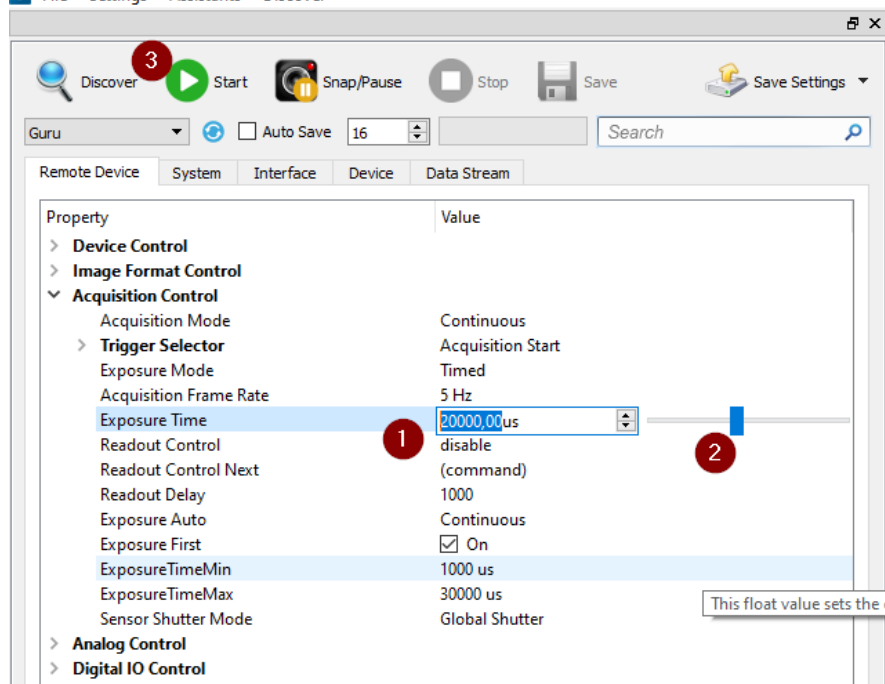 3
Discover Start Snap/Pause Stop Save Save Settings
Guru Auto Save 16 Search
Remote Device System Interface Device Data Stream
Property Value
Device Control
Image Format Control
Acquisition Control
Acquisition Mode Continuous
Trigger Selector Acquisition Start
Exposure Mode Timed
Acquisition Frame Rate 5 Hz
Exposure Time 20000,00us
1 2
Readout Control disable
Readout Control Next (command)
Readout Delay 1000
Exposure Auto Continuous
Exposure First On
ExposureTimeMin 1000 us
ExposureTimeMax 30000 us
This float value sets the
Sensor Shutter Mode Global Shutter
Analog Control
Digital IO Control